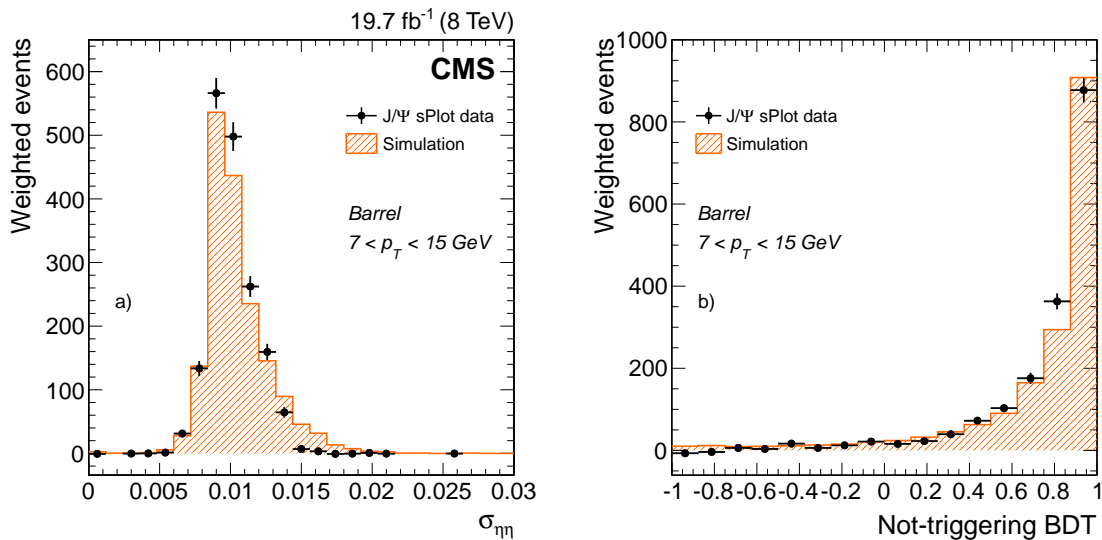 19.7 fb⁻¹ (8 TeV)
Weighted events
600
500
400
300
200
100
0
CMS
J/Ψ sPlot data
Simulation
Barrel
7 < p_T < 15 GeV
a)
0 0.005 0.01 0.015 0.02 0.025 0.03
σ_ηη
Weighted events
1000
800
600
400
200
0
J/Ψ sPlot data
Simulation
Barrel
7 < p_T < 15 GeV
b)
-1 -0.8 -0.6 -0.4 -0.2 0 0.2 0.4 0.6 0.8 1
Not-triggering BDT